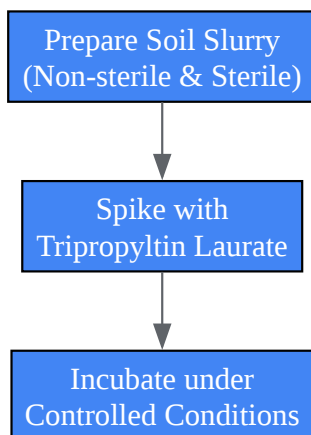 Prepare Soil Slurry
(Non-sterile & Sterile)
Spike with
Tripropyltin Laurate
Incubate under
Controlled Conditions